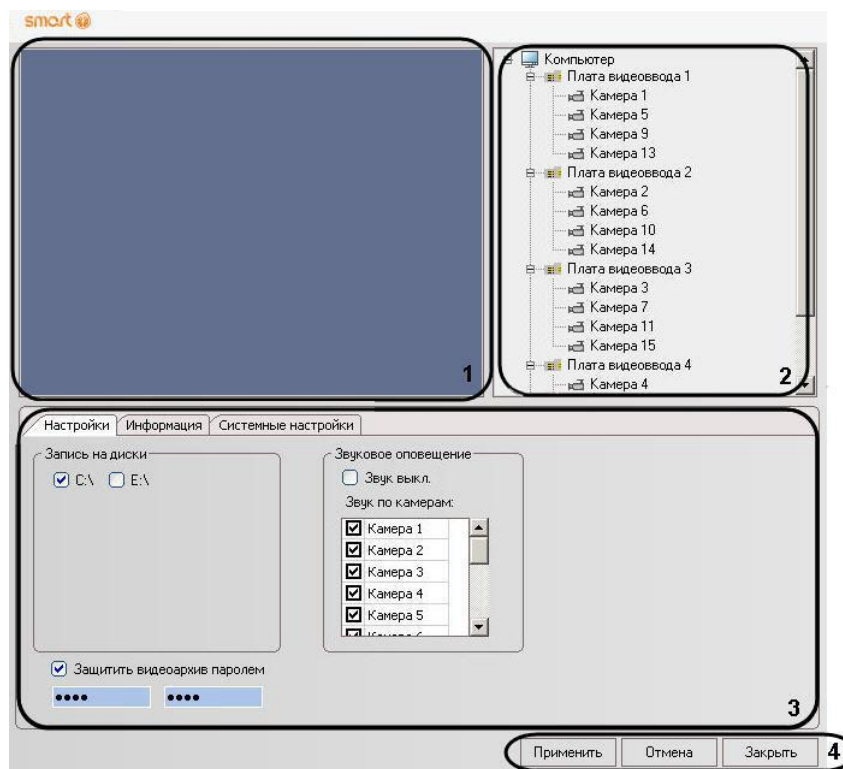 smart
1
Компьютер
Плата видеоввода 1
Камера 1
Камера 5
Камера 9
Камера 13
Плата видеоввода 2
Камера 2
Камера 6
Камера 10
Камера 14
Плата видеоввода 3
Камера 3
Камера 7
Камера 11
Камера 15
Плата видеоввода 4
Камера 4
2
Настройки Информация Системные настройки
Запись на диски
C:\ E:\
Звуковое оповещение
Звук выкл.
Звук по камерам:
Камера 1
Камера 2
Камера 3
Камера 4
Камера 5
Защитить видеоархив паролем
3
Применить Отмена Закрыть 4